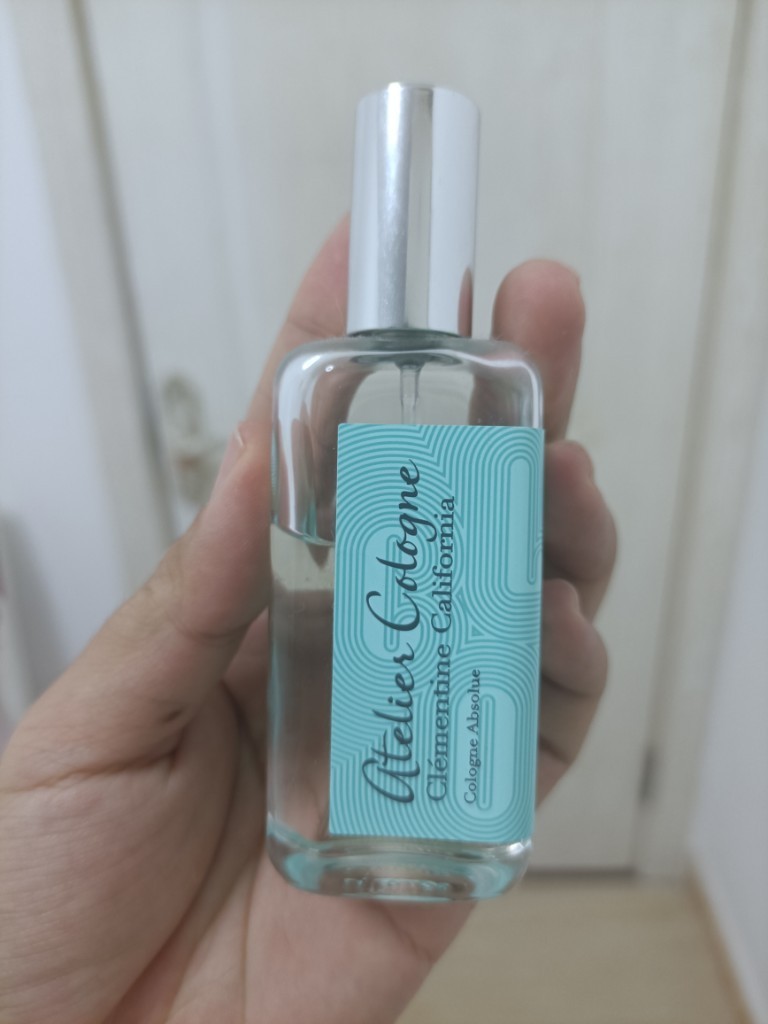 Atelier Cologne
Clémentine California
Cologne Absolue